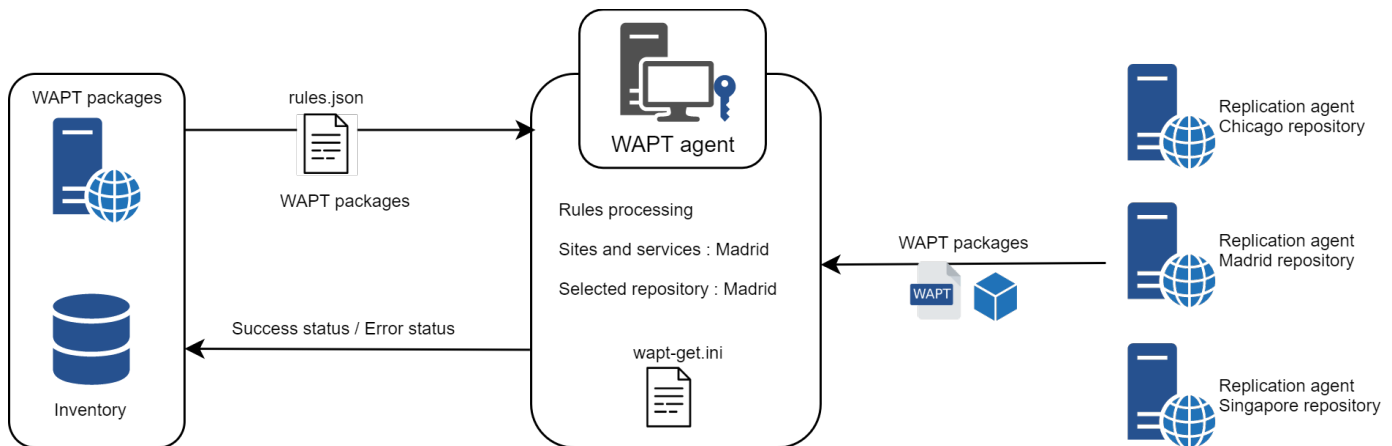 WAPT packages
Inventory
rules.json
WAPT packages
Success status / Error status
WAPT agent
Rules processing
Sites and services : Madrid
Selected repository : Madrid
wapt-get.ini
WAPT packages
WAPT
Replication agent
Chicago repository
Replication agent
Madrid repository
Replication agent
Singapore repository